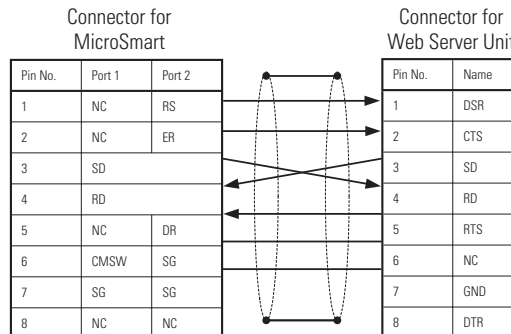 Connector for
MicroSmart
Pin No. Port 1 Port 2
1 NC RS
2 NC ER
3 SD
4 RD
5 NC DR
6 CMSW SG
7 SG SG
8 NC NC
Connector for
Web Server Unit
Pin No. Name
1 DSR
2 CTS
3 SD
4 RD
5 RTS
6 NC
7 GND
8 DTR